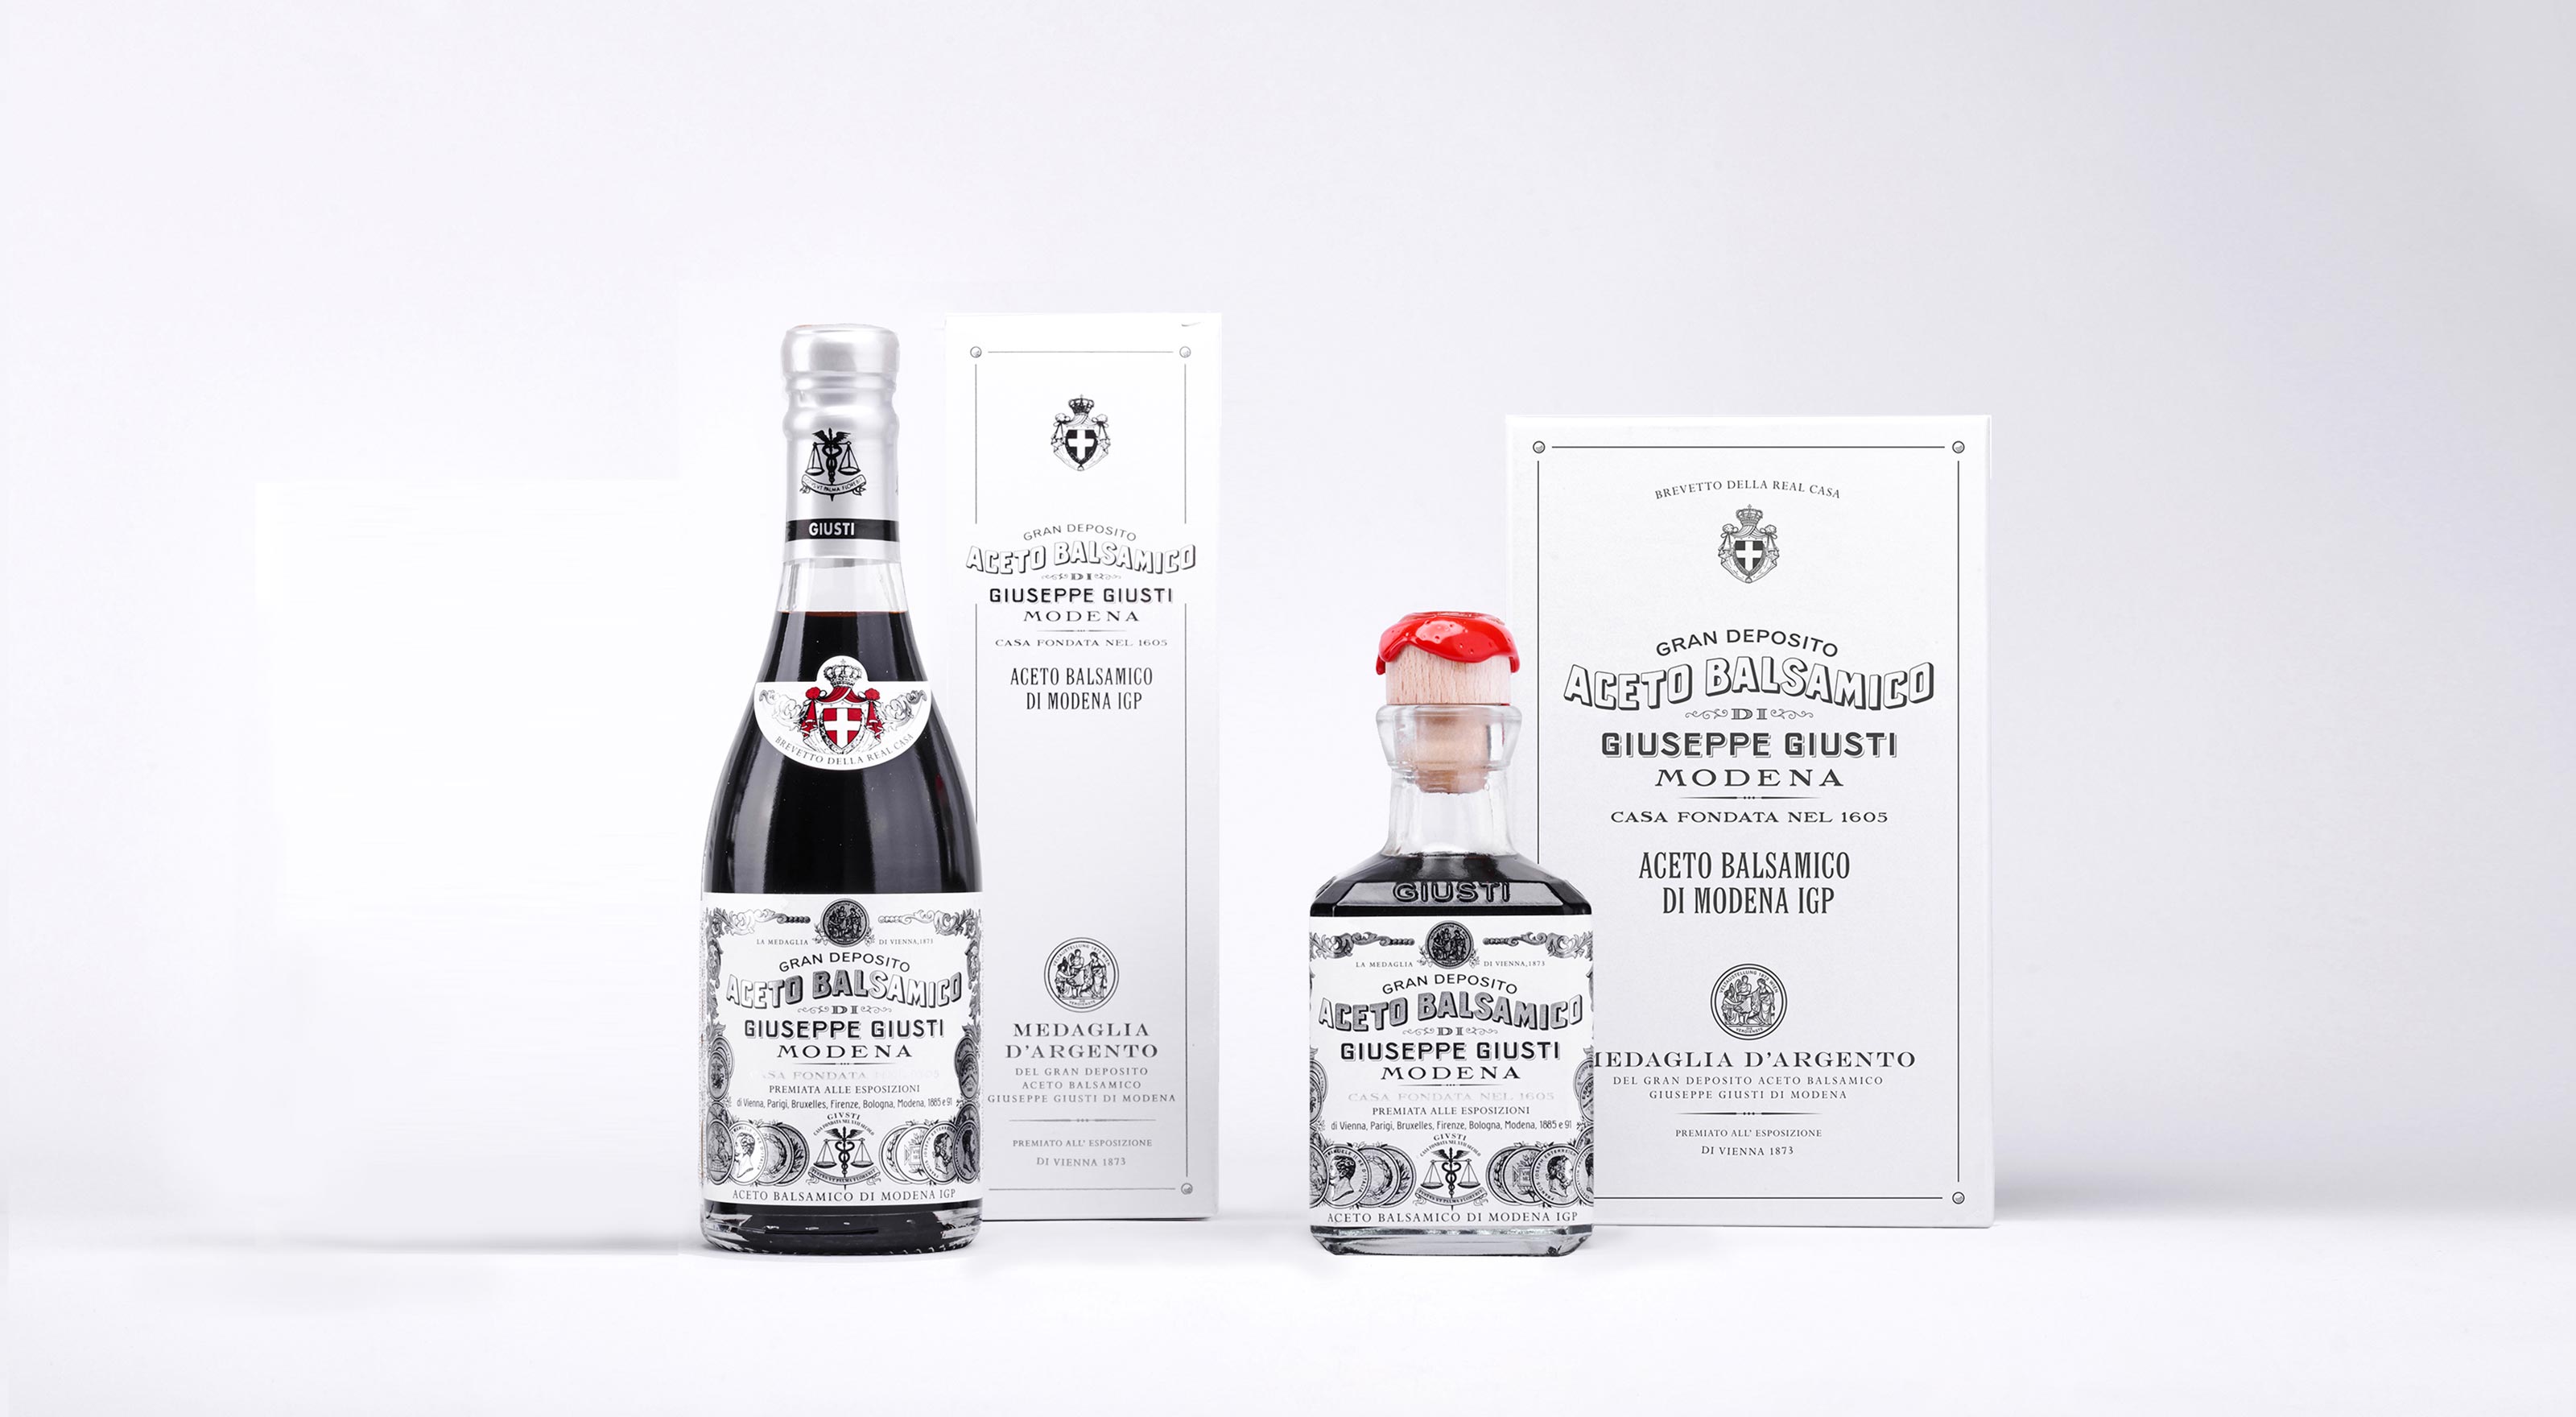 GIUSTI
BREVETTO DELLA REAL CASA
LA MEDAGLIA DI VIENNA, 1873
GRAN DEPOSITO
ACETO BALSAMICO
DI
GIUSEPPE GIUSTI
MODENA
FONDATA
PREMIATA ALLE ESPOSIZIONI
di Vienna, Parigi, Bruxelles, Firenze, Bologna, Modena, 1885 e 91
GIVSTI
ACETO BALSAMICO DI MODENA IGP
GRAN DEPOSITO
ACETO BALSAMICO
DI
GIUSEPPE GIUSTI
MODENA
CASA FONDATA NEL 1605
ACETO BALSAMICO
DI MODENA IGP
MEDAGLIA
D'ARGENTO
DEL GRAN DEPOSITO
ACETO BALSAMICO
GIUSEPPE GIUSTI DI MODENA
PREMIATO ALL' ESPOSIZIONE
DI VIENNA 1873
GIUSTI
LA MEDAGLIA DI VIENNA, 1873
GRAN DEPOSITO
ACETO BALSAMICO
DI
GIUSEPPE GIUSTI
MODENA
CASA FONDATA NEL 1605
PREMIATA ALLE ESPOSIZIONI
di Vienna, Parigi, Bruxelles, Firenze, Bologna, Modena, 1885 e 91
GIVSTI
ACETO BALSAMICO DI MODENA IGP
BREVETTO DELLA REAL CASA
GRAN DEPOSITO
ACETO BALSAMICO
DI
GIUSEPPE GIUSTI
MODENA
CASA FONDATA NEL 1605
ACETO BALSAMICO
DI MODENA IGP
MEDAGLIA D'ARGENTO
DEL GRAN DEPOSITO ACETO BALSAMICO
GIUSEPPE GIUSTI DI MODENA
PREMIATO ALL' ESPOSIZIONE
DI VIENNA 1873